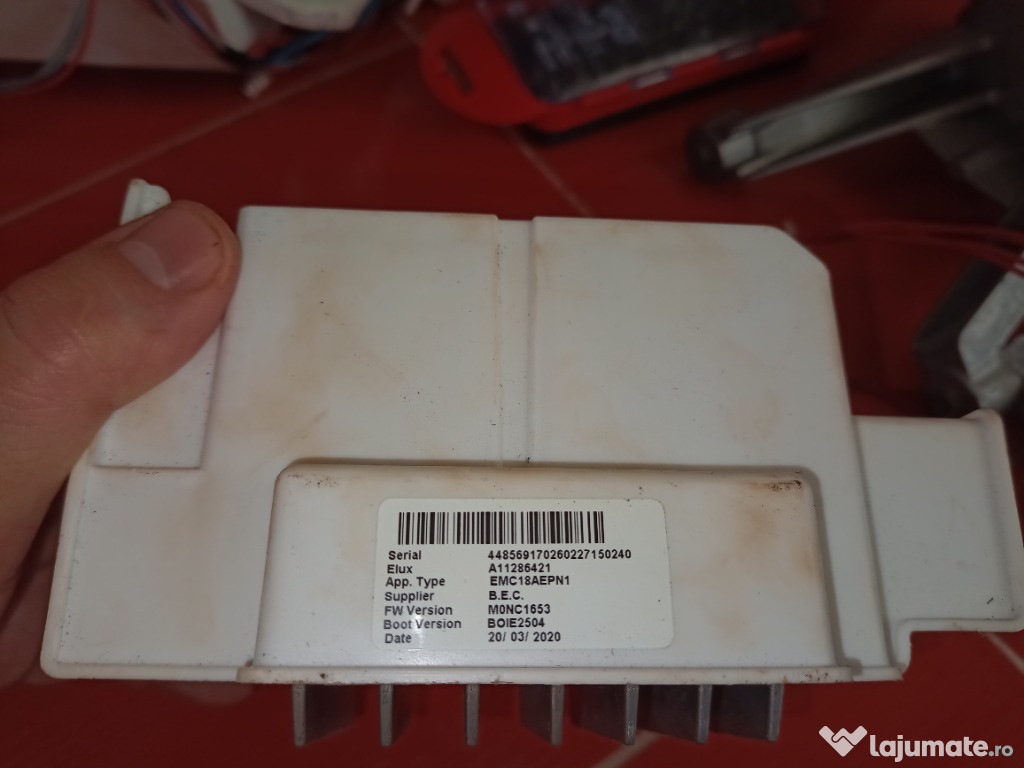 Serial 448569170260227150240
Elux A11286421
App. Type EMC18AEPN1
Supplier B.E.C.
FW Version M0NC1653
Boot Version BOIE2504
Date 20/ 03/ 2020
lajumate.ro